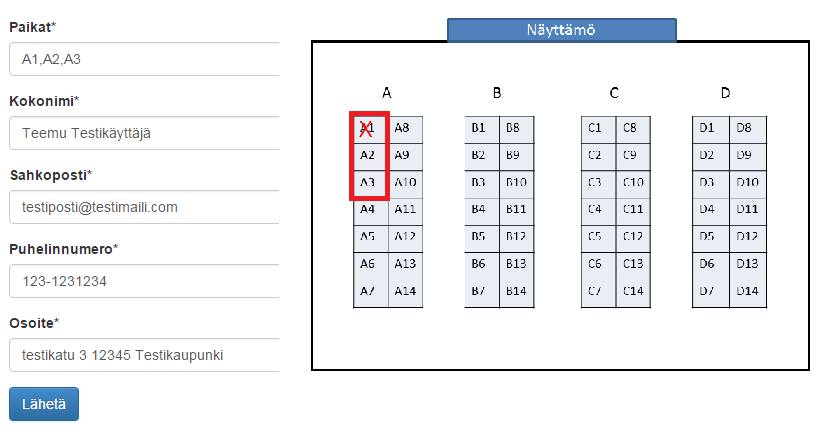 Paikat*
A1,A2,A3
Kokonimi*
Teemu Testikäyttäjä
Sahkoposti*
testiposti@testimaili.com
Puhelinnumero*
123-1231234
Osoite*
testikatu 3 12345 Testikaupunki
Lähetä
Näyttämö
A B C D
A1 A8 B1 B8 C1 C8 D1 D8
A2 A9 B2 B9 C2 C9 D2 D9
A3 A10 B3 B10 C3 C10 D3 D10
A4 A11 B4 B11 C4 C11 D4 D11
A5 A12 B5 B12 C5 C12 D5 D12
A6 A13 B6 B13 C6 C13 D6 D13
A7 A14 B7 B14 C7 C14 D7 D14